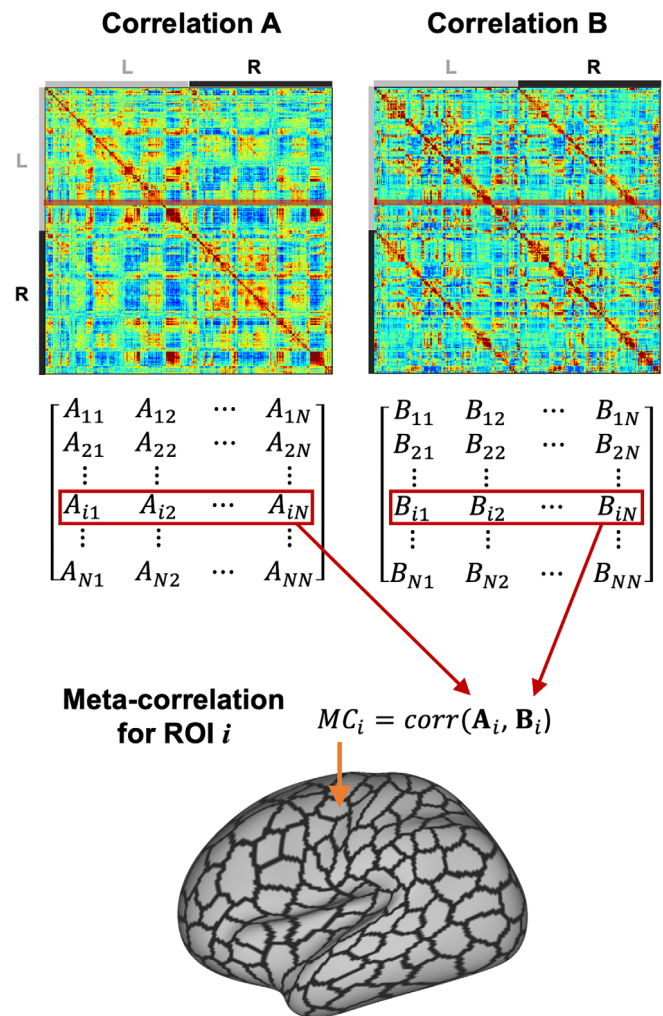 Correlation A Correlation B
L R L R
L
R
A₁₁ A₁₂ ⋯ A₁N B₁₁ B₁₂ ⋯ B₁N
A₂₁ A₂₂ ⋯ A₂N B₂₁ B₂₂ ⋯ B₂N
⋮ ⋮ ⋮ ⋮ ⋮ ⋮
Aᵢ₁ Aᵢ₂ ⋯ AᵢN Bᵢ₁ Bᵢ₂ ⋯ BᵢN
⋮ ⋮ ⋮ ⋮ ⋮ ⋮
AN₁ AN₂ ⋯ ANN BN₁ BN₂ ⋯ BNN
Meta-correlation
for ROI i
MCᵢ = corr(Aᵢ, Bᵢ)